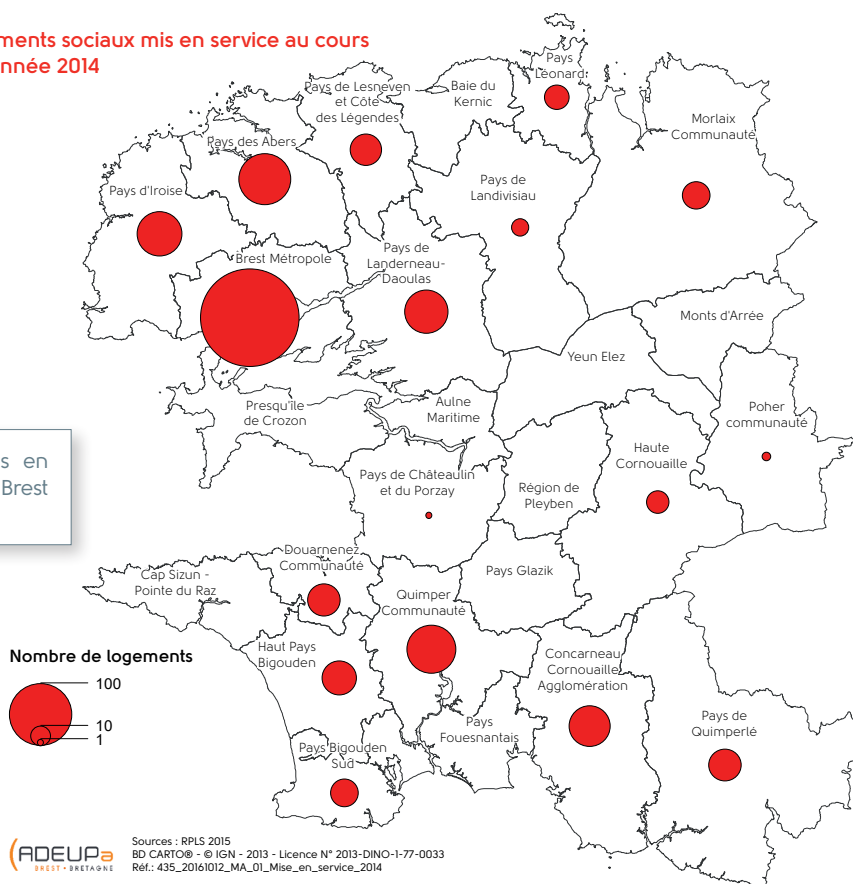 ments sociaux mis en service au cours
année 2014
Pays
Léonard
Baie du
Kernic
Pays de Lesneven
et Côte
des Légendes
Morlaix
Communauté
Pays des Abers
Pays de
Landivisiau
Pays d'Iroise
Brest Métropole
Pays de
Landerneau-
Daoulas
Monts d'Arrée
Yeun Elez
Presqu'île
de Crozon
Aulne
Maritime
Poher
communauté
s en
Brest
Haute
Cornouaille
Pays de Châteaulin
et du Porzay
Région de
Pleyben
Douarnenez
Communauté
Cap Sizun -
Pointe du Raz
Pays Glazik
Quimper
Communauté
Haut Pays
Bigouden
Concarneau
Cornouaille
Agglomération
Nombre de logements
100
10
1
Pays
Fouesnantais
Pays de
Quimperlé
Pays Bigouden
Sud
ADEUPa
BREST • BRETAGNE
Sources : RPLS 2015
BD CARTO® - © IGN - 2013 - Licence N° 2013-DINO-1-77-0033
Réf.: 435_20161012_MA_01_Mise_en_service_2014